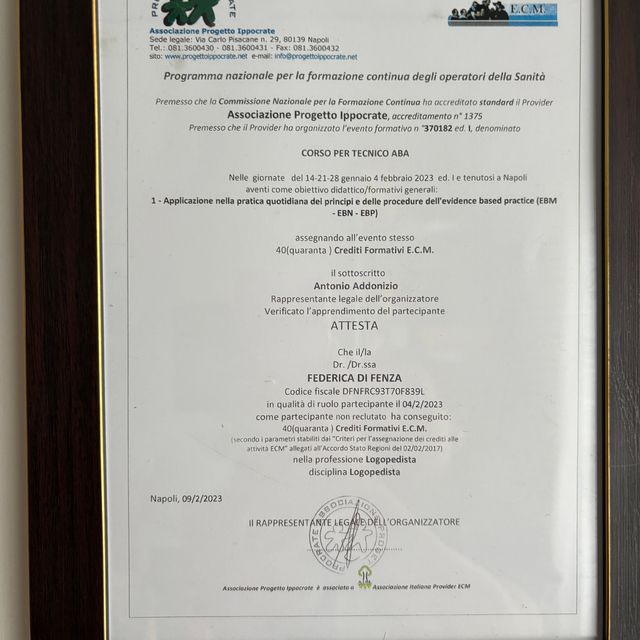 E.C.M.
Associazione Progetto Ippocrate
Sede legale: Via Carlo Pisacane n. 29, 80139 Napoli
Tel.: 081.3600430 - 081.3600431 - Fax: 081.3600432
sito: www.progettoippocrate.net e-mail: info@progettoippocrate.net
Programma nazionale per la formazione continua degli operatori della Sanità
Premesso che la Commissione Nazionale per la Formazione Continua ha accreditato standard il Provider
Associazione Progetto Ippocrate, accreditamento n° 1375
Premesso che il Provider ha organizzato l'evento formativo n °370182 ed. I, denominato
CORSO PER TECNICO ABA
Nelle giornate del 14-21-28 gennaio 4 febbraio 2023 ed. I e tenutosi a Napoli
aventi come obiettivo didattico/formativi generali:
1 - Applicazione nella pratica quotidiana dei principi e delle procedure dell'evidence based practice (EBM
- EBN - EBP)
assegnando all'evento stesso
40(quaranta ) Crediti Formativi E.C.M.
il sottoscritto
Antonio Addonizio
Rappresentante legale dell'organizzatore
Verificato l'apprendimento del partecipante
ATTESTA
Che il/la
Dr. /Dr.ssa
FEDERICA DI FENZA
Codice fiscale DFNFRC93T70F839L
in qualità di ruolo partecipante il 04/2/2023
come partecipante non reclutato ha conseguito:
40(quaranta ) Crediti Formativi E.C.M.
(secondo i parametri stabiliti dai "Criteri per l'assegnazione dei crediti alle
attività ECM" allegati all'Accordo Stato Regioni del 02/02/2017)
nella professione Logopedista
disciplina Logopedista
Napoli, 09/2/2023
Il RAPPRESENTANTE LEGALE DELL'ORGANIZZATORE
Associazione Progetto Ippocrate è associata a Associazione Italiana Provider ECM